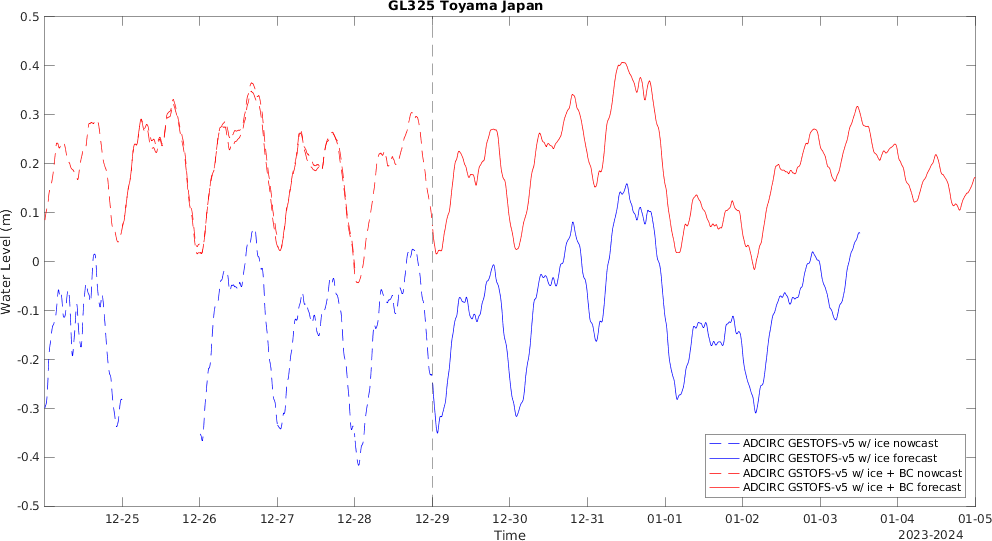 GL325 Toyama Japan
0.5
0.4
0.3
0.2
0.1
0
-0.1
-0.2
-0.3
-0.4
-0.5
Water Level (m)
ADCIRC GESTOFS-v5 w/ ice nowcast
ADCIRC GESTOFS-v5 w/ ice forecast
ADCIRC GSTOFS-v5 w/ ice + BC nowcast
ADCIRC GSTOFS-v5 w/ ice + BC forecast
12-25 12-26 12-27 12-28 12-29 12-30 12-31 01-01 01-02 01-03 01-04 01-05
Time
2023-2024